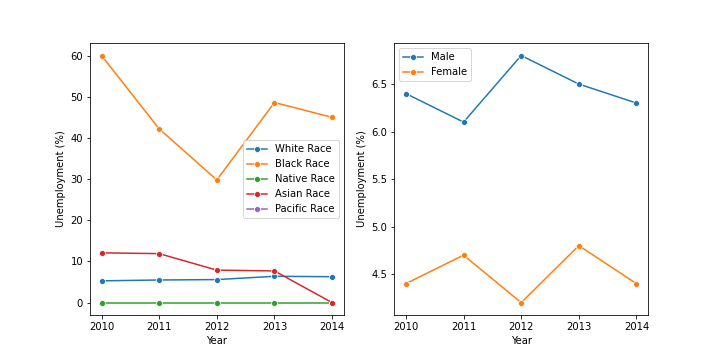 60
50
40
30
20
10
0
Unemployment (%)
White Race
Black Race
Native Race
Asian Race
Pacific Race
2010 2011 2012 2013 2014
Year
6.5
6.0
5.5
5.0
4.5
Unemployment (%)
Male
Female
2010 2011 2012 2013 2014
Year